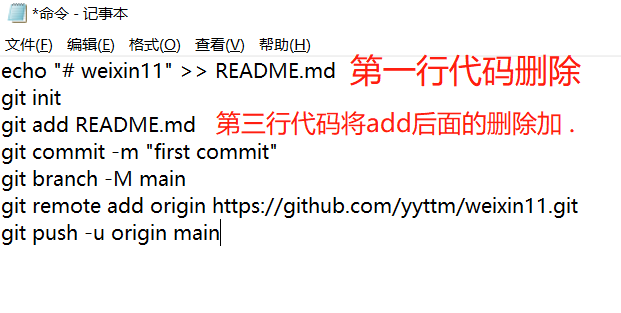 *命令 - 记事本
文件(F) 编辑(E) 格式(O) 查看(V) 帮助(H)
echo "# weixin11" >> README.md 第一行代码删除
git init
git add README.md 第三行代码将add后面的删除加 .
git commit -m "first commit"
git branch -M main
git remote add origin https://github.com/yyttm/weixin11.git
git push -u origin main